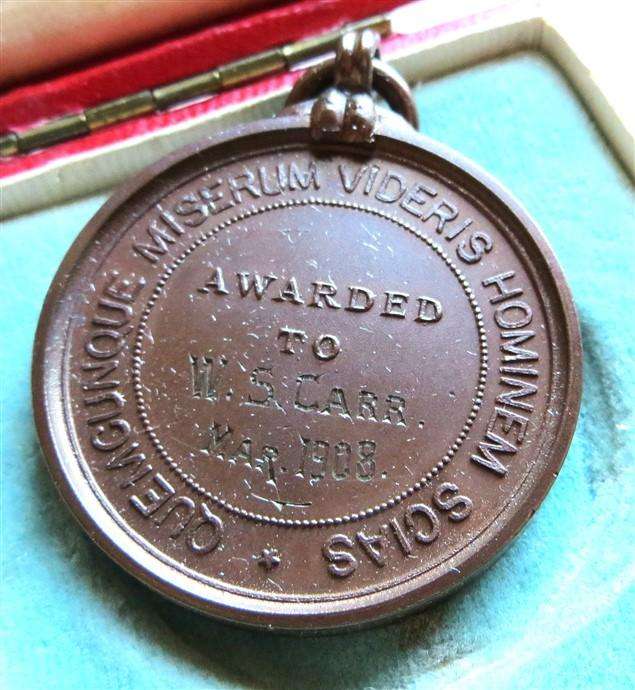 QUEMCUNQUE MISERUM VIDERIS HOMINEM SCIAS
AWARDED
TO
W. S. CARR.
MAR. 1908.